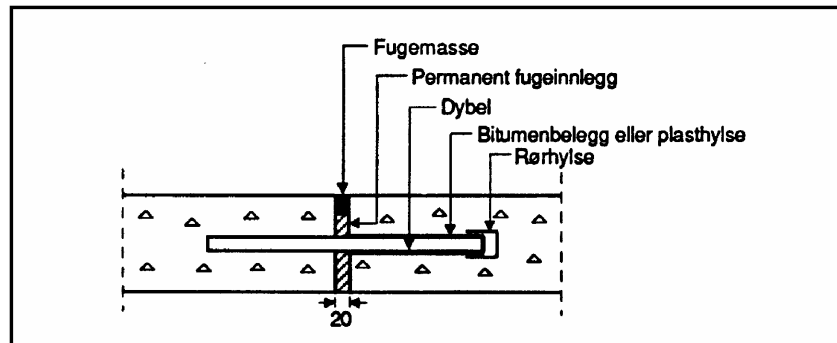 Fugemasse
Permanent fugeinnlegg
Dybel
Bitumenbelegg eller plasthylse
Rørhylse
20